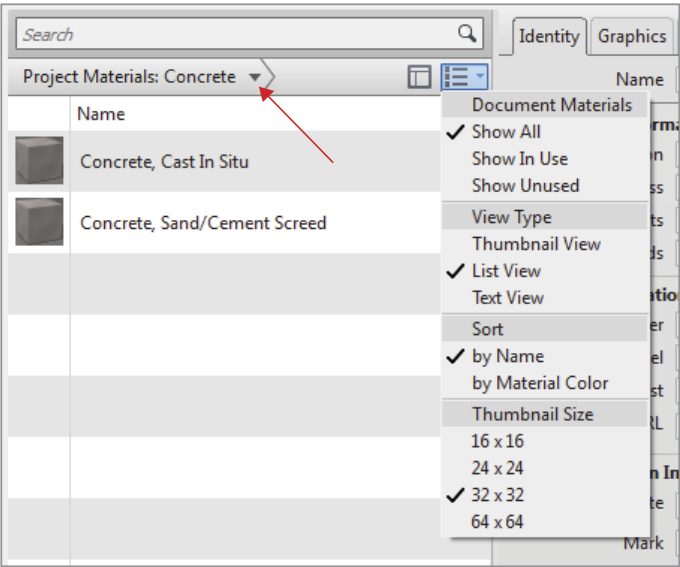 Search
Identity
Graphics
Project Materials: Concrete
Name
Name
Concrete, Cast In Situ
Concrete, Sand/Cement Screed
Document Materials
Show All
Show In Use
Show Unused
View Type
Thumbnail View
List View
Text View
Sort
by Name
by Material Color
Thumbnail Size
16 x 16
24 x 24
32 x 32
64 x 64
Mark